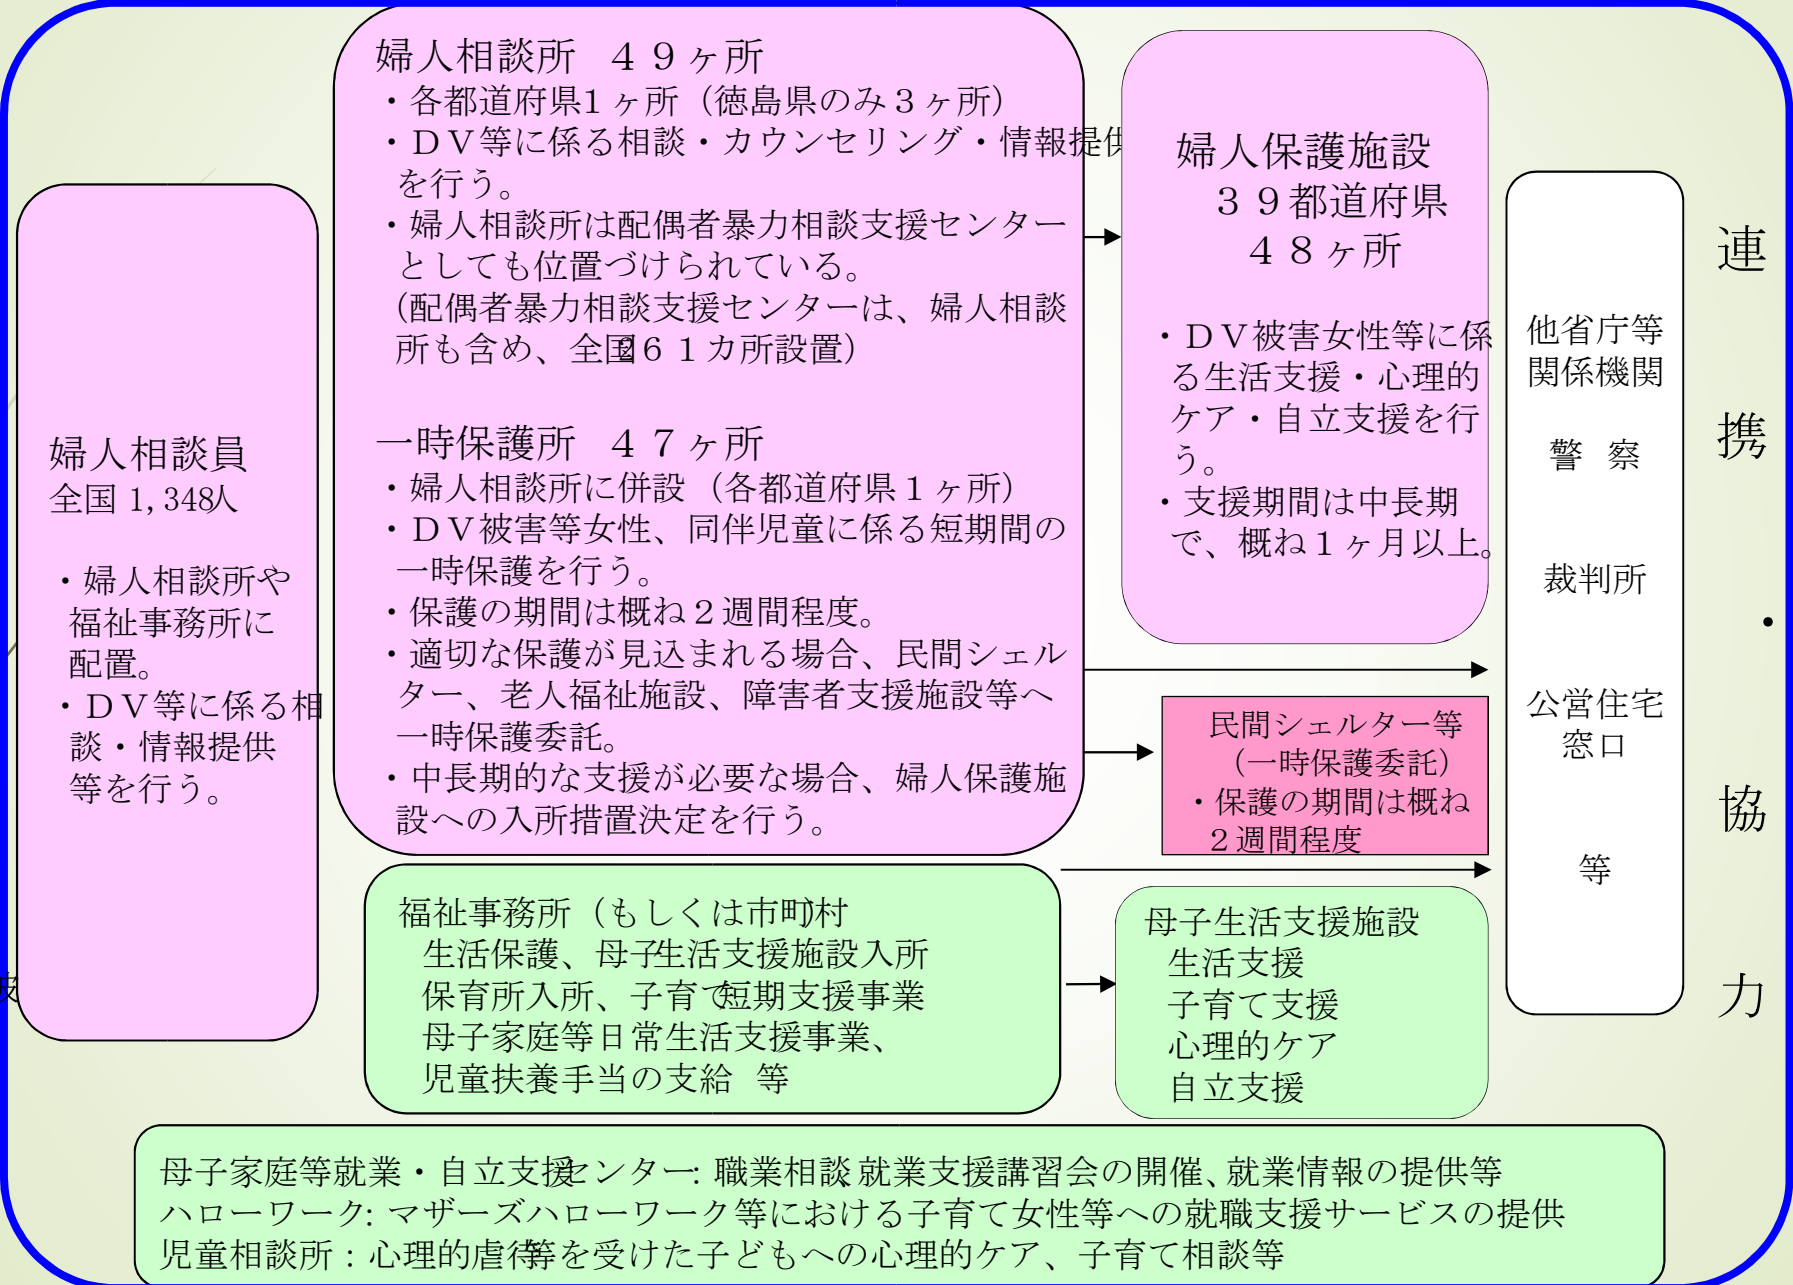 婦人相談員
全国 1,348人
・婦人相談所や
福祉事務所に
配置。
・ＤＶ等に係る相
談・情報提供
等を行う。
婦人相談所　４９ヶ所
・各都道府県1ヶ所（徳島県のみ３ヶ所）
・ＤＶ等に係る相談・カウンセリング・情報提供
を行う。
・婦人相談所は配偶者暴力相談支援センター
としても位置づけられている。
(配偶者暴力相談支援センターは、婦人相談
所も含め、全国２６１カ所設置)
一時保護所　４７ヶ所
・婦人相談所に併設（各都道府県１ヶ所）
・ＤＶ被害等女性、同伴児童に係る短期間の
一時保護を行う。
・保護の期間は概ね２週間程度。
・適切な保護が見込まれる場合、民間シェル
ター、老人福祉施設、障害者支援施設等へ
一時保護委託。
・中長期的な支援が必要な場合、婦人保護施
設への入所措置決定を行う。
婦人保護施設
３９都道府県
４８ヶ所
・ＤＶ被害女性等に係
る生活支援・心理的
ケア・自立支援を行
う。
・支援期間は中長期
で、概ね１ヶ月以上。
民間シェルター等
（一時保護委託）
・保護の期間は概ね
２週間程度
福祉事務所（もしくは市町村）
生活保護、母子生活支援施設入所
保育所入所、子育て短期支援事業
母子家庭等日常生活支援事業、
児童扶養手当の支給　等
母子生活支援施設
生活支援
子育て支援
心理的ケア
自立支援
他省庁等
関係機関
警 察
裁判所
公営住宅
窓口
等
連携・協力
母子家庭等就業・自立支援センター：職業相談、就業支援講習会の開催、就業情報の提供等
ハローワーク：マザーズハローワーク等における子育て女性等への就職支援サービスの提供
児童相談所：心理的虐待等を受けた子どもへの心理的ケア、子育て相談等